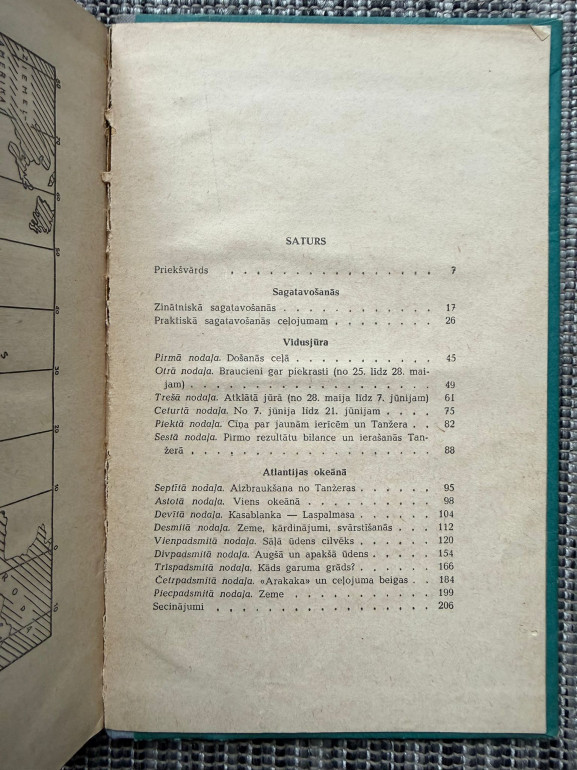 SATURS
Priekšvārds . . . . . . . . . . . . 7
Sagatavošanās
Zinātniskā sagatavošanās . . . . . . . . . 17
Praktiskā sagatavošanās ceļojumam . . . . . . 26
Vidusjūra
Pirmā nodaļa. Došanās ceļā . . . . . . . . 45
Otrā nodaļa. Braucieni gar piekrasti (no 25. līdz 28. mai-
jam) . . . . . . . . . . . . . . 49
Trešā nodaļa. Atklātā jūrā (no 28. maija līdz 7. jūnijam) 61
Ceturtā nodaļa. No 7. jūnija līdz 21. jūnijam . . . . 75
Piektā nodaļa. Cīņa par jaunām ierīcēm un Tanžera . . 82
Sestā nodaļa. Pirmo rezultātu bilance un ierašanās Tan-
žerā . . . . . . . . . . . . . . 88
Atlantijas okeānā
Septītā nodaļa. Aizbraukšana no Tanžeras . . . . . 95
Astotā nodaļa. Viens okeānā . . . . . . . . 98
Devītā nodaļa. Kasablanka — Laspalmasa . . . . . 104
Desmitā nodaļa. Zeme, kārdinājumi, svārstīšanās . . . 112
Vienpadsmitā nodaļa. Sāļā ūdens cilvēks . . . . . 120
Divpadsmitā nodaļa. Augšā un apakšā ūdens . . . . 154
Trīspadsmitā nodaļa. Kāds garuma grāds? . . . . . 166
Četrpadsmitā nodaļa. «Arakaka» un ceļojuma beigas . . 184
Piecpadsmitā nodaļa. Zeme . . . . . . . . 199
Secinājumi . . . . . . . . . . . . . 206